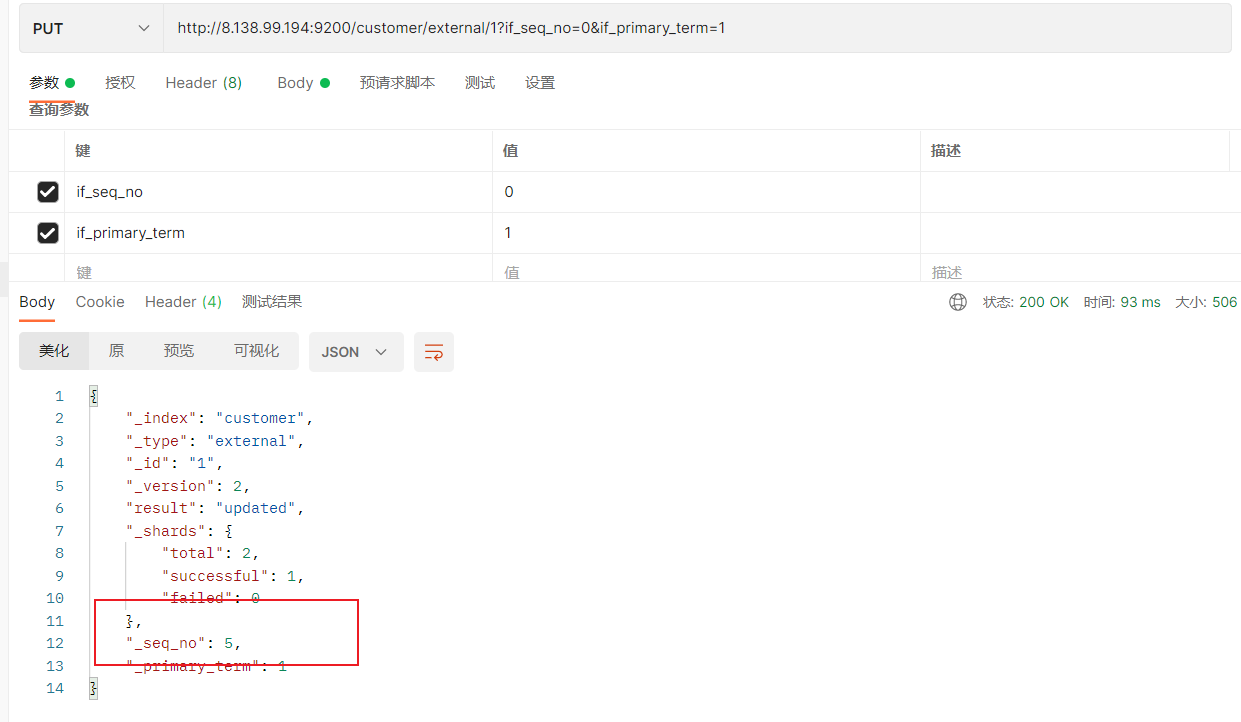 PUT http://8.138.99.194:9200/customer/external/1?if_seq_no=0&if_primary_term=1
参数 授权 Header (8) Body 预请求脚本 测试 设置
查询参数
键 值 描述
if_seq_no 0
if_primary_term 1
键 值 描述
Body Cookie Header (4) 测试结果 状态: 200 OK 时间: 93 ms 大小: 506
美化 原 预览 可视化 JSON
1 {
2 "_index": "customer",
3 "_type": "external",
4 "_id": "1",
5 "_version": 2,
6 "result": "updated",
7 "_shards": {
8 "total": 2,
9 "successful": 1,
10 "failed": 0
11 },
12 "_seq_no": 5,
13 "_primary_term": 1
14 }